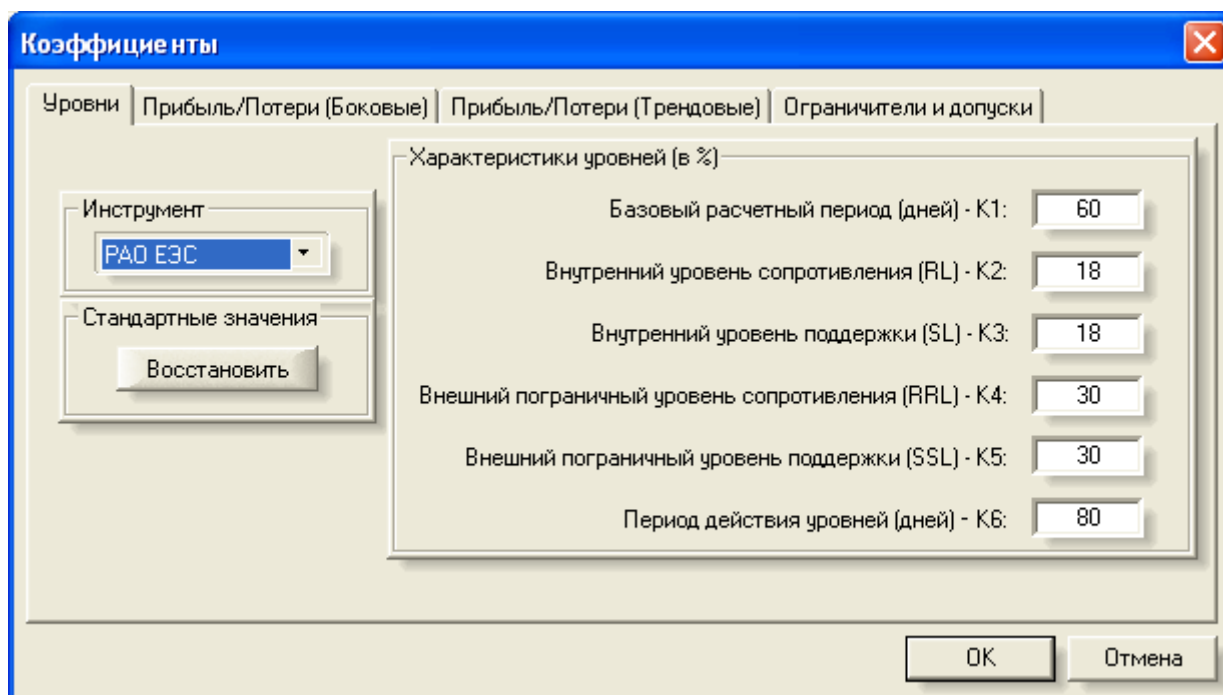 Коэффициенты
Уровни Прибыль/Потери (Боковые) Прибыль/Потери (Трендовые) Ограничители и допуски
Инструмент
РАО ЕЭС
Стандартные значения
Восстановить
Характеристики уровней (в %)
Базовый расчетный период (дней) - K1: 60
Внутренний уровень сопротивления (RL) - K2: 18
Внутренний уровень поддержки (SL) - K3: 18
Внешний пограничный уровень сопротивления (RRL) - K4: 30
Внешний пограничный уровень поддержки (SSL) - K5: 30
Период действия уровней (дней) - K6: 80
OK Отмена